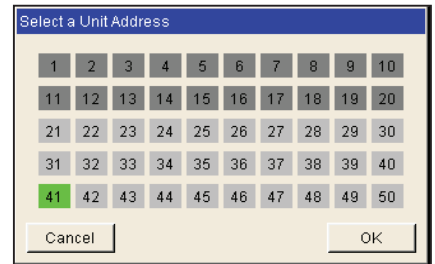 Select a Unit Address
1 2 3 4 5 6 7 8 9 10
11 12 13 14 15 16 17 18 19 20
21 22 23 24 25 26 27 28 29 30
31 32 33 34 35 36 37 38 39 40
41 42 43 44 45 46 47 48 49 50
Cancel OK